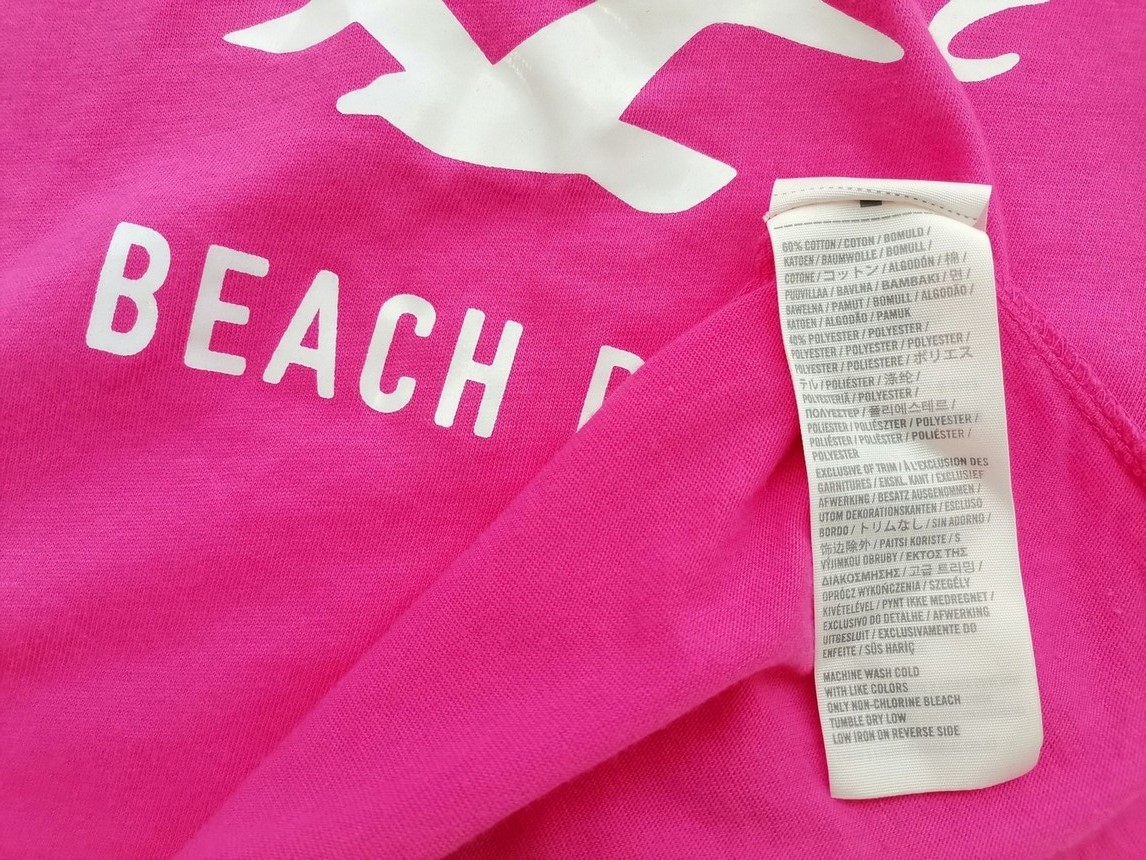 BEACH
60% COTTON / COTON / BOMULD /
KATOEN / BAUMWOLLE / BOMULL /
COTONE / コットン / ALGODÓN / 棉 /
PUUVILLAA / BAVLNA / ΒΑΜΒΑΚΙ / 면 /
BAWEŁNA / PAMUT / BOMULL / ALGODÃO /
KATOEN / ALGODÃO / PAMUK
40% POLYESTER / POLYESTER /
POLYESTER / POLYESTER / POLYESTER /
POLYESTER / POLIESTERE / ポリエス
テル / POLIÉSTER / 涤纶 /
POLYESTERIÄ / POLYESTER /
ΠΟΛΥΕΣΤΕΡ / 폴리에스테르 /
POLIESTER / POLIÉSZTER / POLYESTER /
POLIÉSTER / POLIÉSTER / POLIÉSTER /
POLYESTER
EXCLUSIVE OF TRIM / À L'EXCLUSION DES
GARNITURES / EKSKL. KANT / EXCLUSIEF
AFWERKING / BESATZ AUSGENOMMEN /
UTOM DEKORATIONSKANTEN / ESCLUSO
BORDO / トリムなし / SIN ADORNO /
饰边除外 / PAITSI KORISTE / S
VÝJIMKOU OBRUBY / ΕΚΤΟΣ ΤΗΣ
ΔΙΑΚΟΣΜΗΣΗΣ / 고급 트리밍 /
OPRÓCZ WYKOŃCZENIA / SZEGÉLY
KIVÉTELÉVEL / PYNT IKKE MEDREGNET /
EXCLUSIVO DO DETALHE / AFWERKING
UITGESLUIT / EXCLUSIVAMENTE DO
ENFEITE / SÜS HARİÇ
MACHINE WASH COLD
WITH LIKE COLORS
ONLY NON-CHLORINE BLEACH
TUMBLE DRY LOW
LOW IRON ON REVERSE SIDE